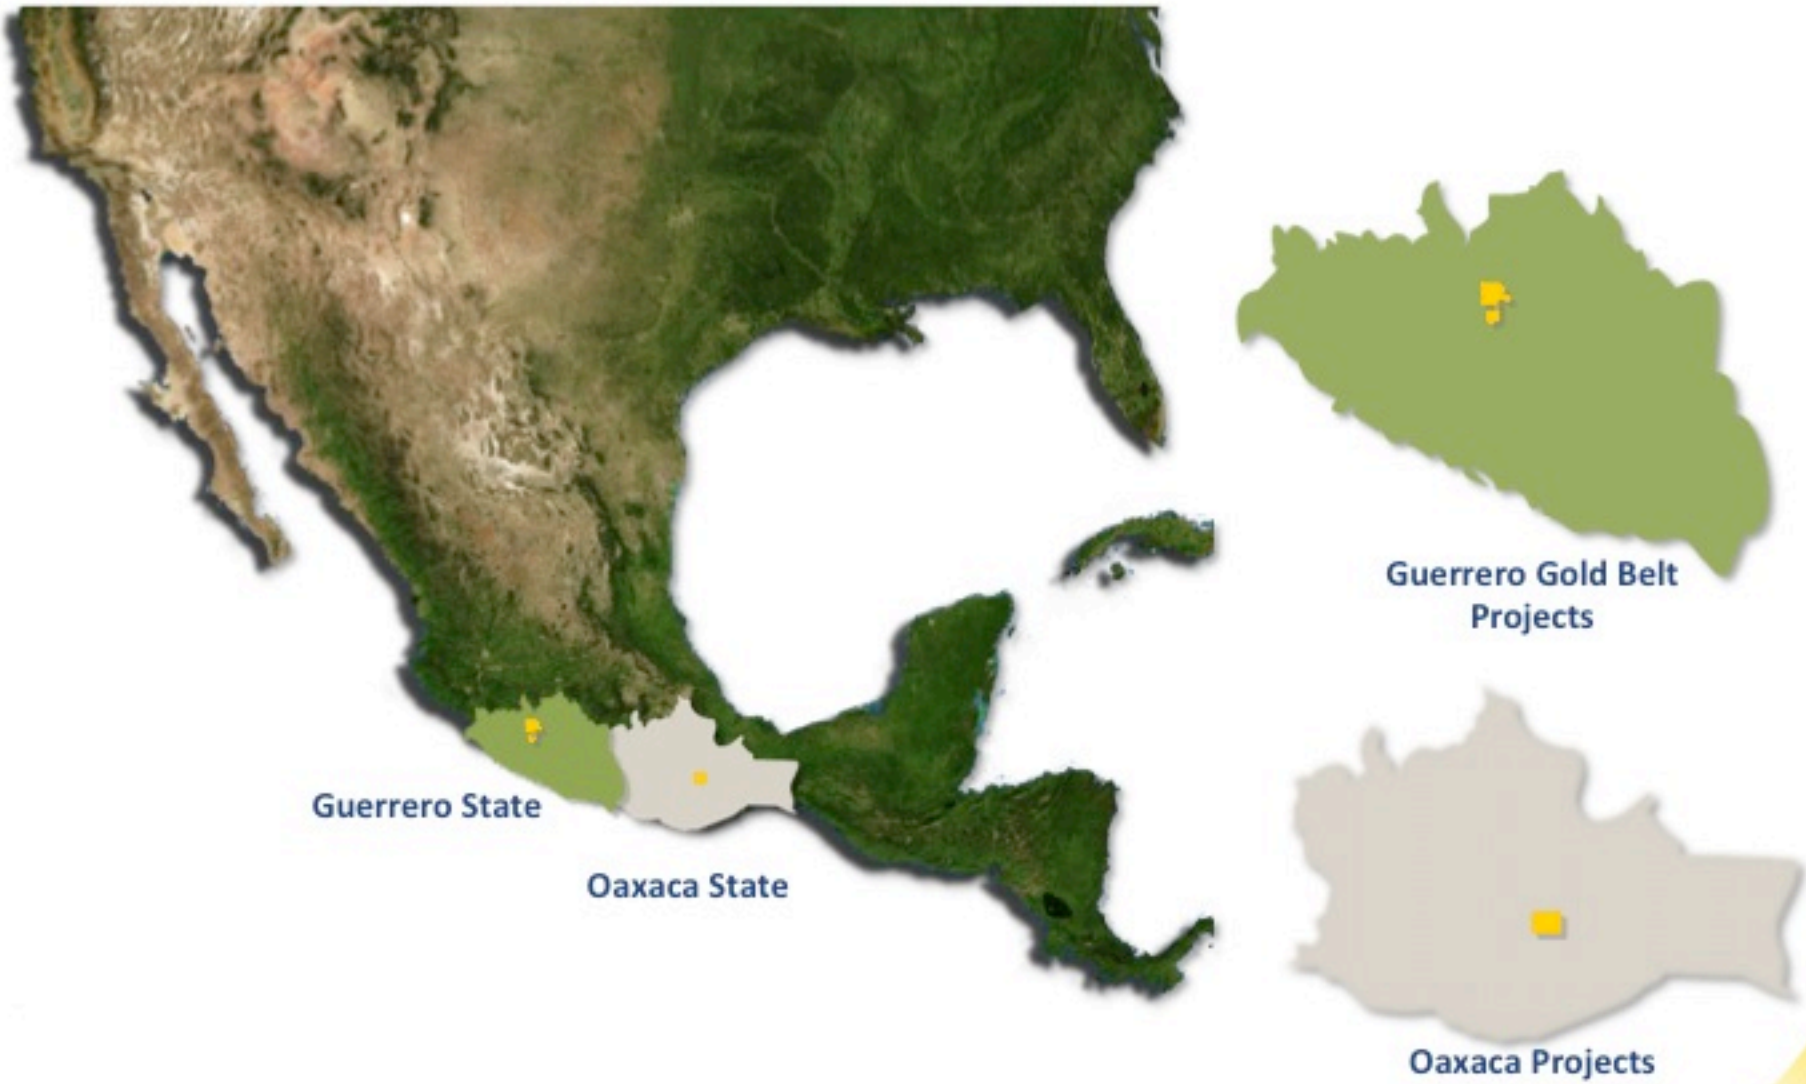 Guerrero Gold Belt
Projects
Guerrero State
Oaxaca State
Oaxaca Projects